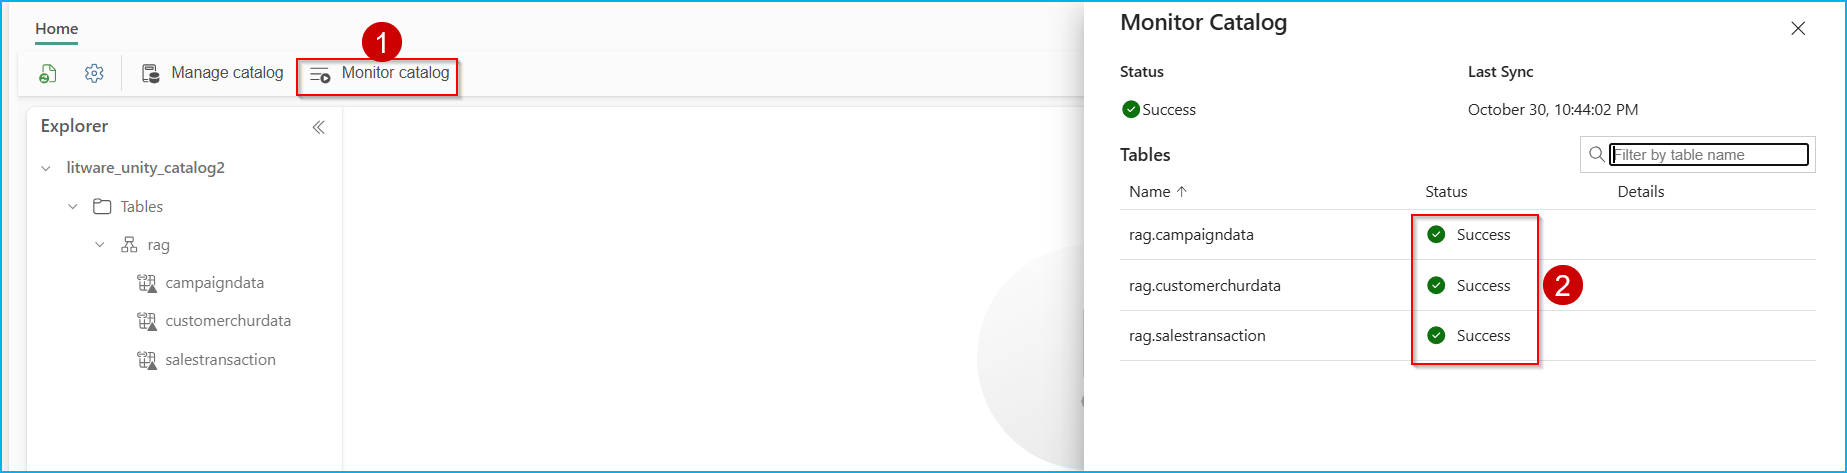 Home
1
Manage catalog
Monitor catalog
Explorer
litware_unity_catalog2
Tables
rag
campaigndata
customerchurdata
salestransaction
Monitor Catalog
Status Last Sync
Success October 30, 10:44:02 PM
Tables Filter by table name
Name ↑ Status Details
rag.campaigndata Success
rag.customerchurdata Success
2
rag.salestransaction Success